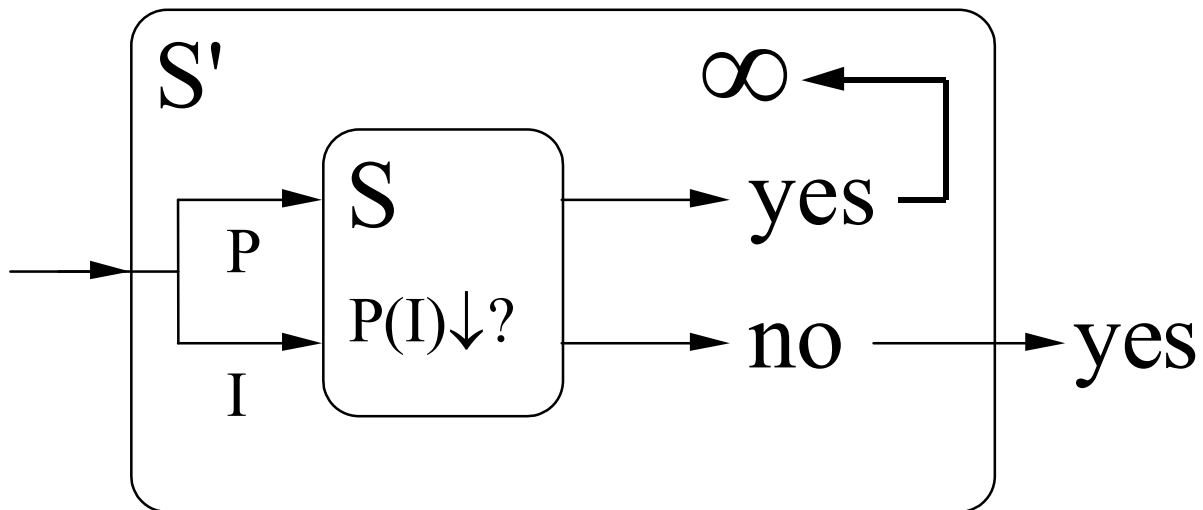 S' ∞
S yes
P
P(I)↓? no yes
I